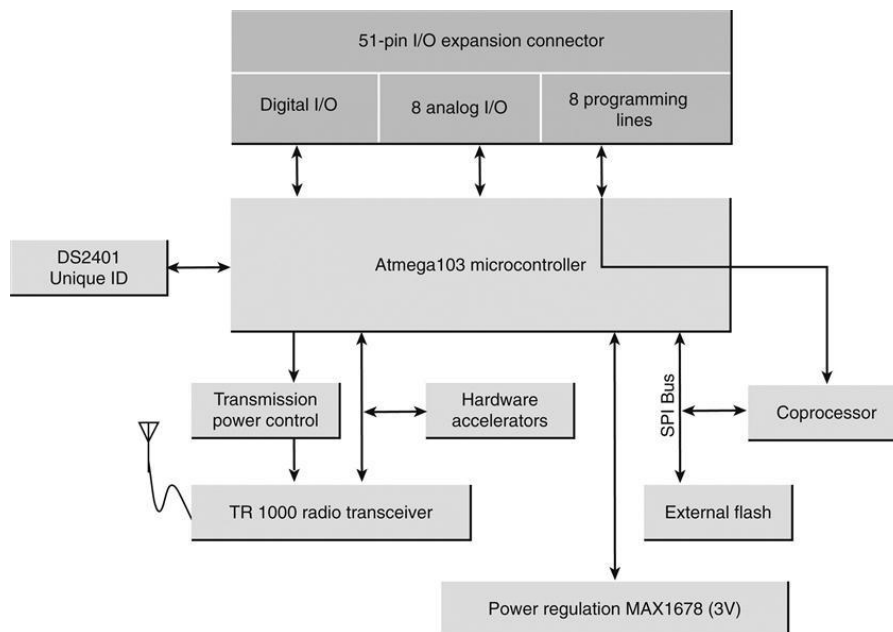 51-pin I/O expansion connector
Digital I/O
8 analog I/O
8 programming
lines
DS2401
Unique ID
Atmega103 microcontroller
Transmission
power control
Hardware
accelerators
SPI Bus
Coprocessor
TR 1000 radio transceiver
External flash
Power regulation MAX1678 (3V)